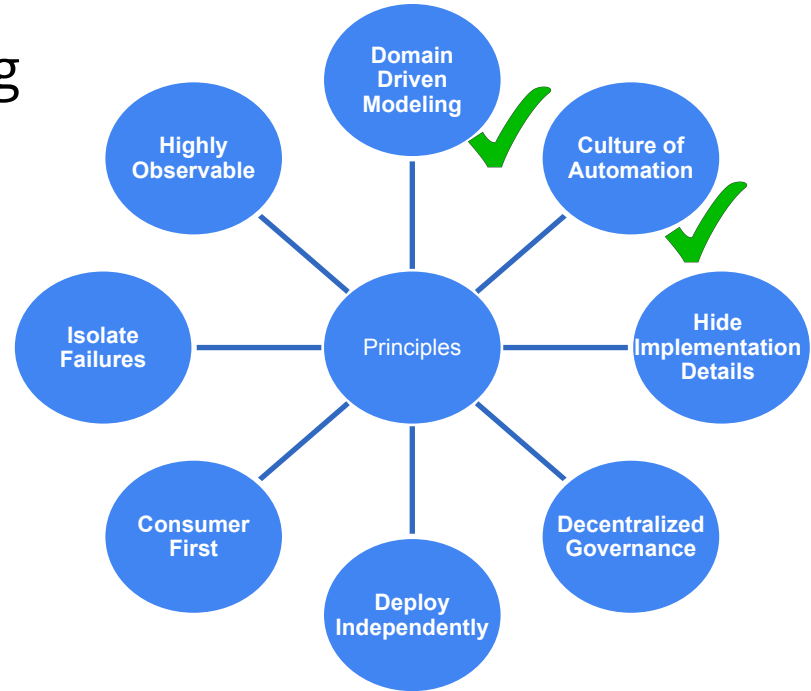 g
Domain
Driven
Modeling
Culture of
Automation
Highly
Observable
Hide
Implementation
Details
Isolate
Failures
Principles
Decentralized
Governance
Consumer
First
Deploy
Independently